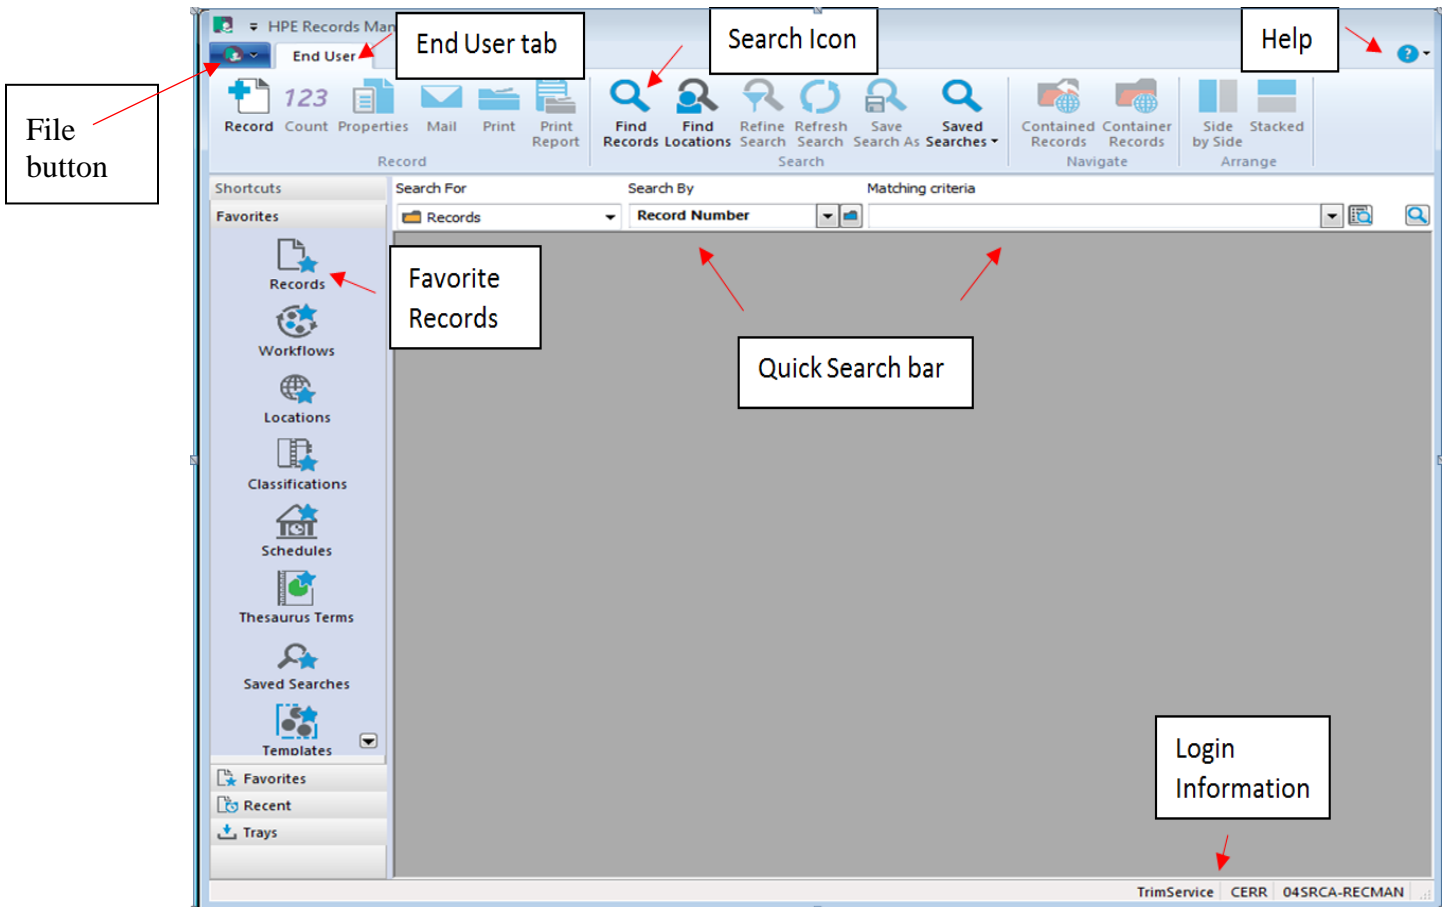 HPE Records Man
End User tab
Search Icon
Help
End User
File
button
Record
123
Count
Properties
Mail
Print
Print
Report
Find
Records
Find
Locations
Refine
Search
Refresh
Search
Save
Search As
Saved
Searches
Contained
Records
Container
Records
Side
by Side
Stacked
Record
Search
Navigate
Arrange
Shortcuts
Search For
Search By
Matching criteria
Favorites
Records
Record Number
Records
Favorite
Records
Workflows
Quick Search bar
Locations
Classifications
Schedules
Thesaurus Terms
Saved Searches
Templates
Login
Information
Favorites
Recent
Trays
TrimService CERR 04SRCA-RECMAN